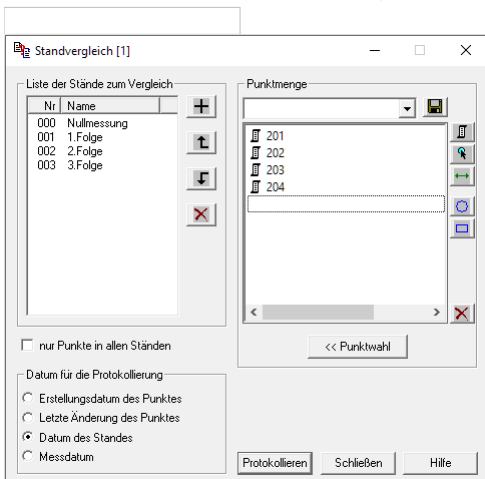 Standvergleich [1]
Liste der Stände zum Vergleich
Nr Name
000 Nullmessung
001 1.Folge
002 2.Folge
003 3.Folge
nur Punkte in allen Ständen
Datum für die Protokollierung
Erstellungsdatum des Punktes
Letzte Änderung des Punktes
Datum des Standes
Messdatum
Punktmenge
201
202
203
204
<< Punktwahl
Protokollieren Schließen Hilfe